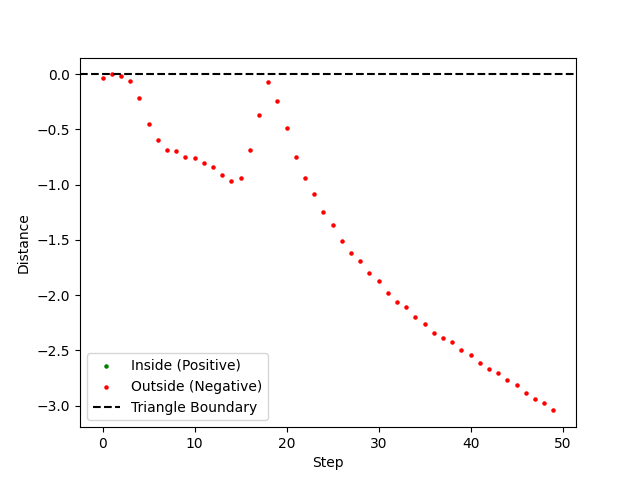 0.0
−0.5
−1.0
−1.5
−2.0
−2.5
−3.0
Distance
Inside (Positive)
Outside (Negative)
Triangle Boundary
0 10 20 30 40 50
Step